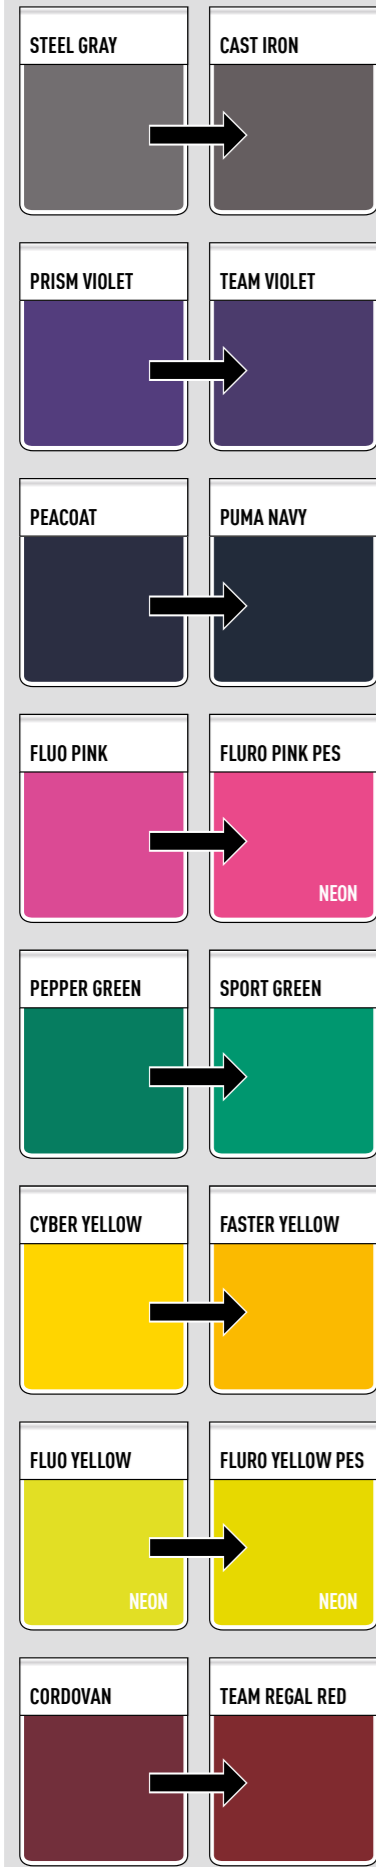 STEEL GRAY
CAST IRON
PRISM VIOLET
TEAM VIOLET
PEACOAT
PUMA NAVY
FLUO PINK
FLURO PINK PES
NEON
PEPPER GREEN
SPORT GREEN
CYBER YELLOW
FASTER YELLOW
FLUO YELLOW
FLURO YELLOW PES
NEON
NEON
CORDOVAN
TEAM REGAL RED